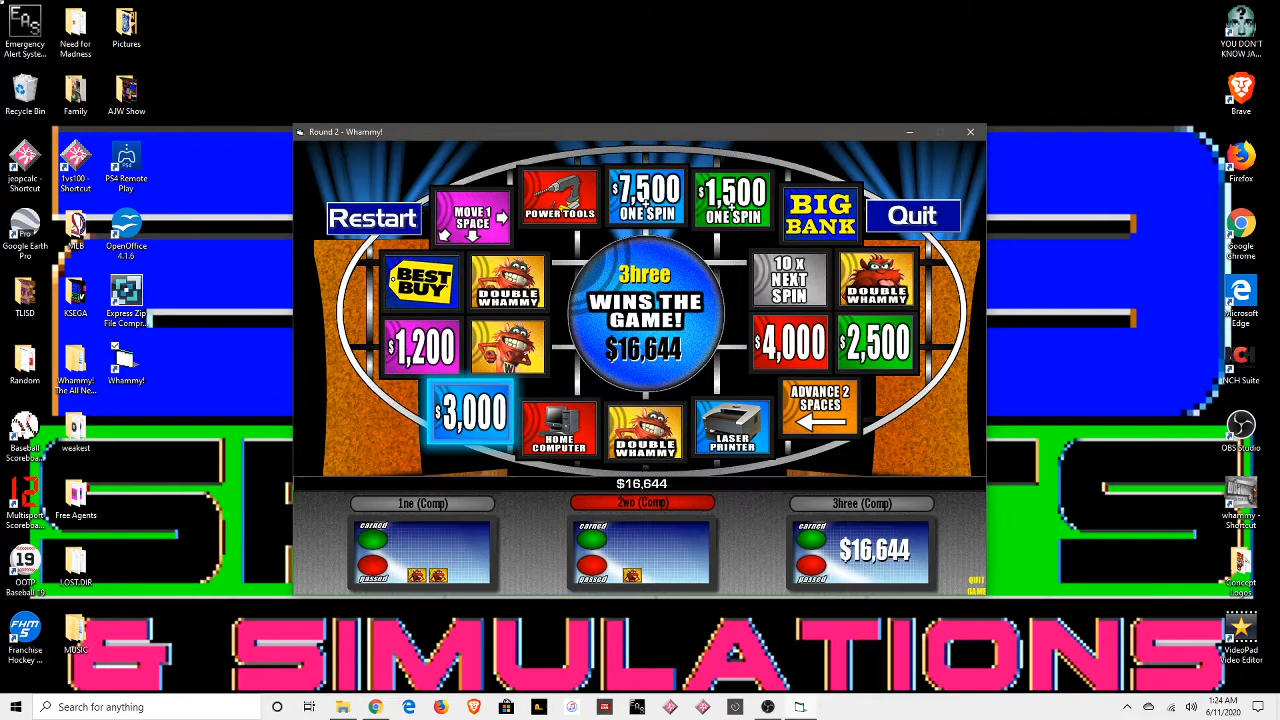 Emergency
Alert Syste...
Need for
Madness
Pictures
Recycle Bin
Family
AJW Show
jeopcalc -
Shortcut
1vs100 -
Shortcut
PS4 Remote
Play
Google Earth
Pro
MLB
OpenOffice
4.1.6
TLISD
KSEGA
Express Zip
File Compr...
Random
Whammy!
The All Ne...
Whammy!
Baseball
Scoreboa...
weakest
12
Multisport
Scoreboa...
Free Agents
19
OOTP
Baseball 19
LOST.DIR
FHM
5
Franchise
Hockey ...
MUSIC
EAS
Round 2 - Whammy!
Restart
MOVE 1
SPACE
POWER TOOLS
$7,500
+
ONE SPIN
$1,500
+
ONE SPIN
BIG
BANK
Quit
BEST
BUY
DOUBLE
WHAMMY
3hree
WINS THE
GAME!
$16,644
10 x
NEXT
SPIN
DOUBLE
WHAMMY
$1,200
$4,000
$2,500
$3,000
HOME
COMPUTER
DOUBLE
WHAMMY
LASER
PRINTER
ADVANCE 2
SPACES
$16,644
1ne (Comp)
2wo (Comp)
3hree (Comp)
earned
passed
earned
passed
earned
passed
$16,644
QUIT
GAME
YOU DON'T
KNOW JA...
Brave
Firefox
Google
Chrome
Microsoft
Edge
NCH Suite
OBS Studio
whammy -
Shortcut
Concept
Logos
VideoPad
Video Editor
& SIMULATIONS
Search for anything
1:24 AM
6/11/2020